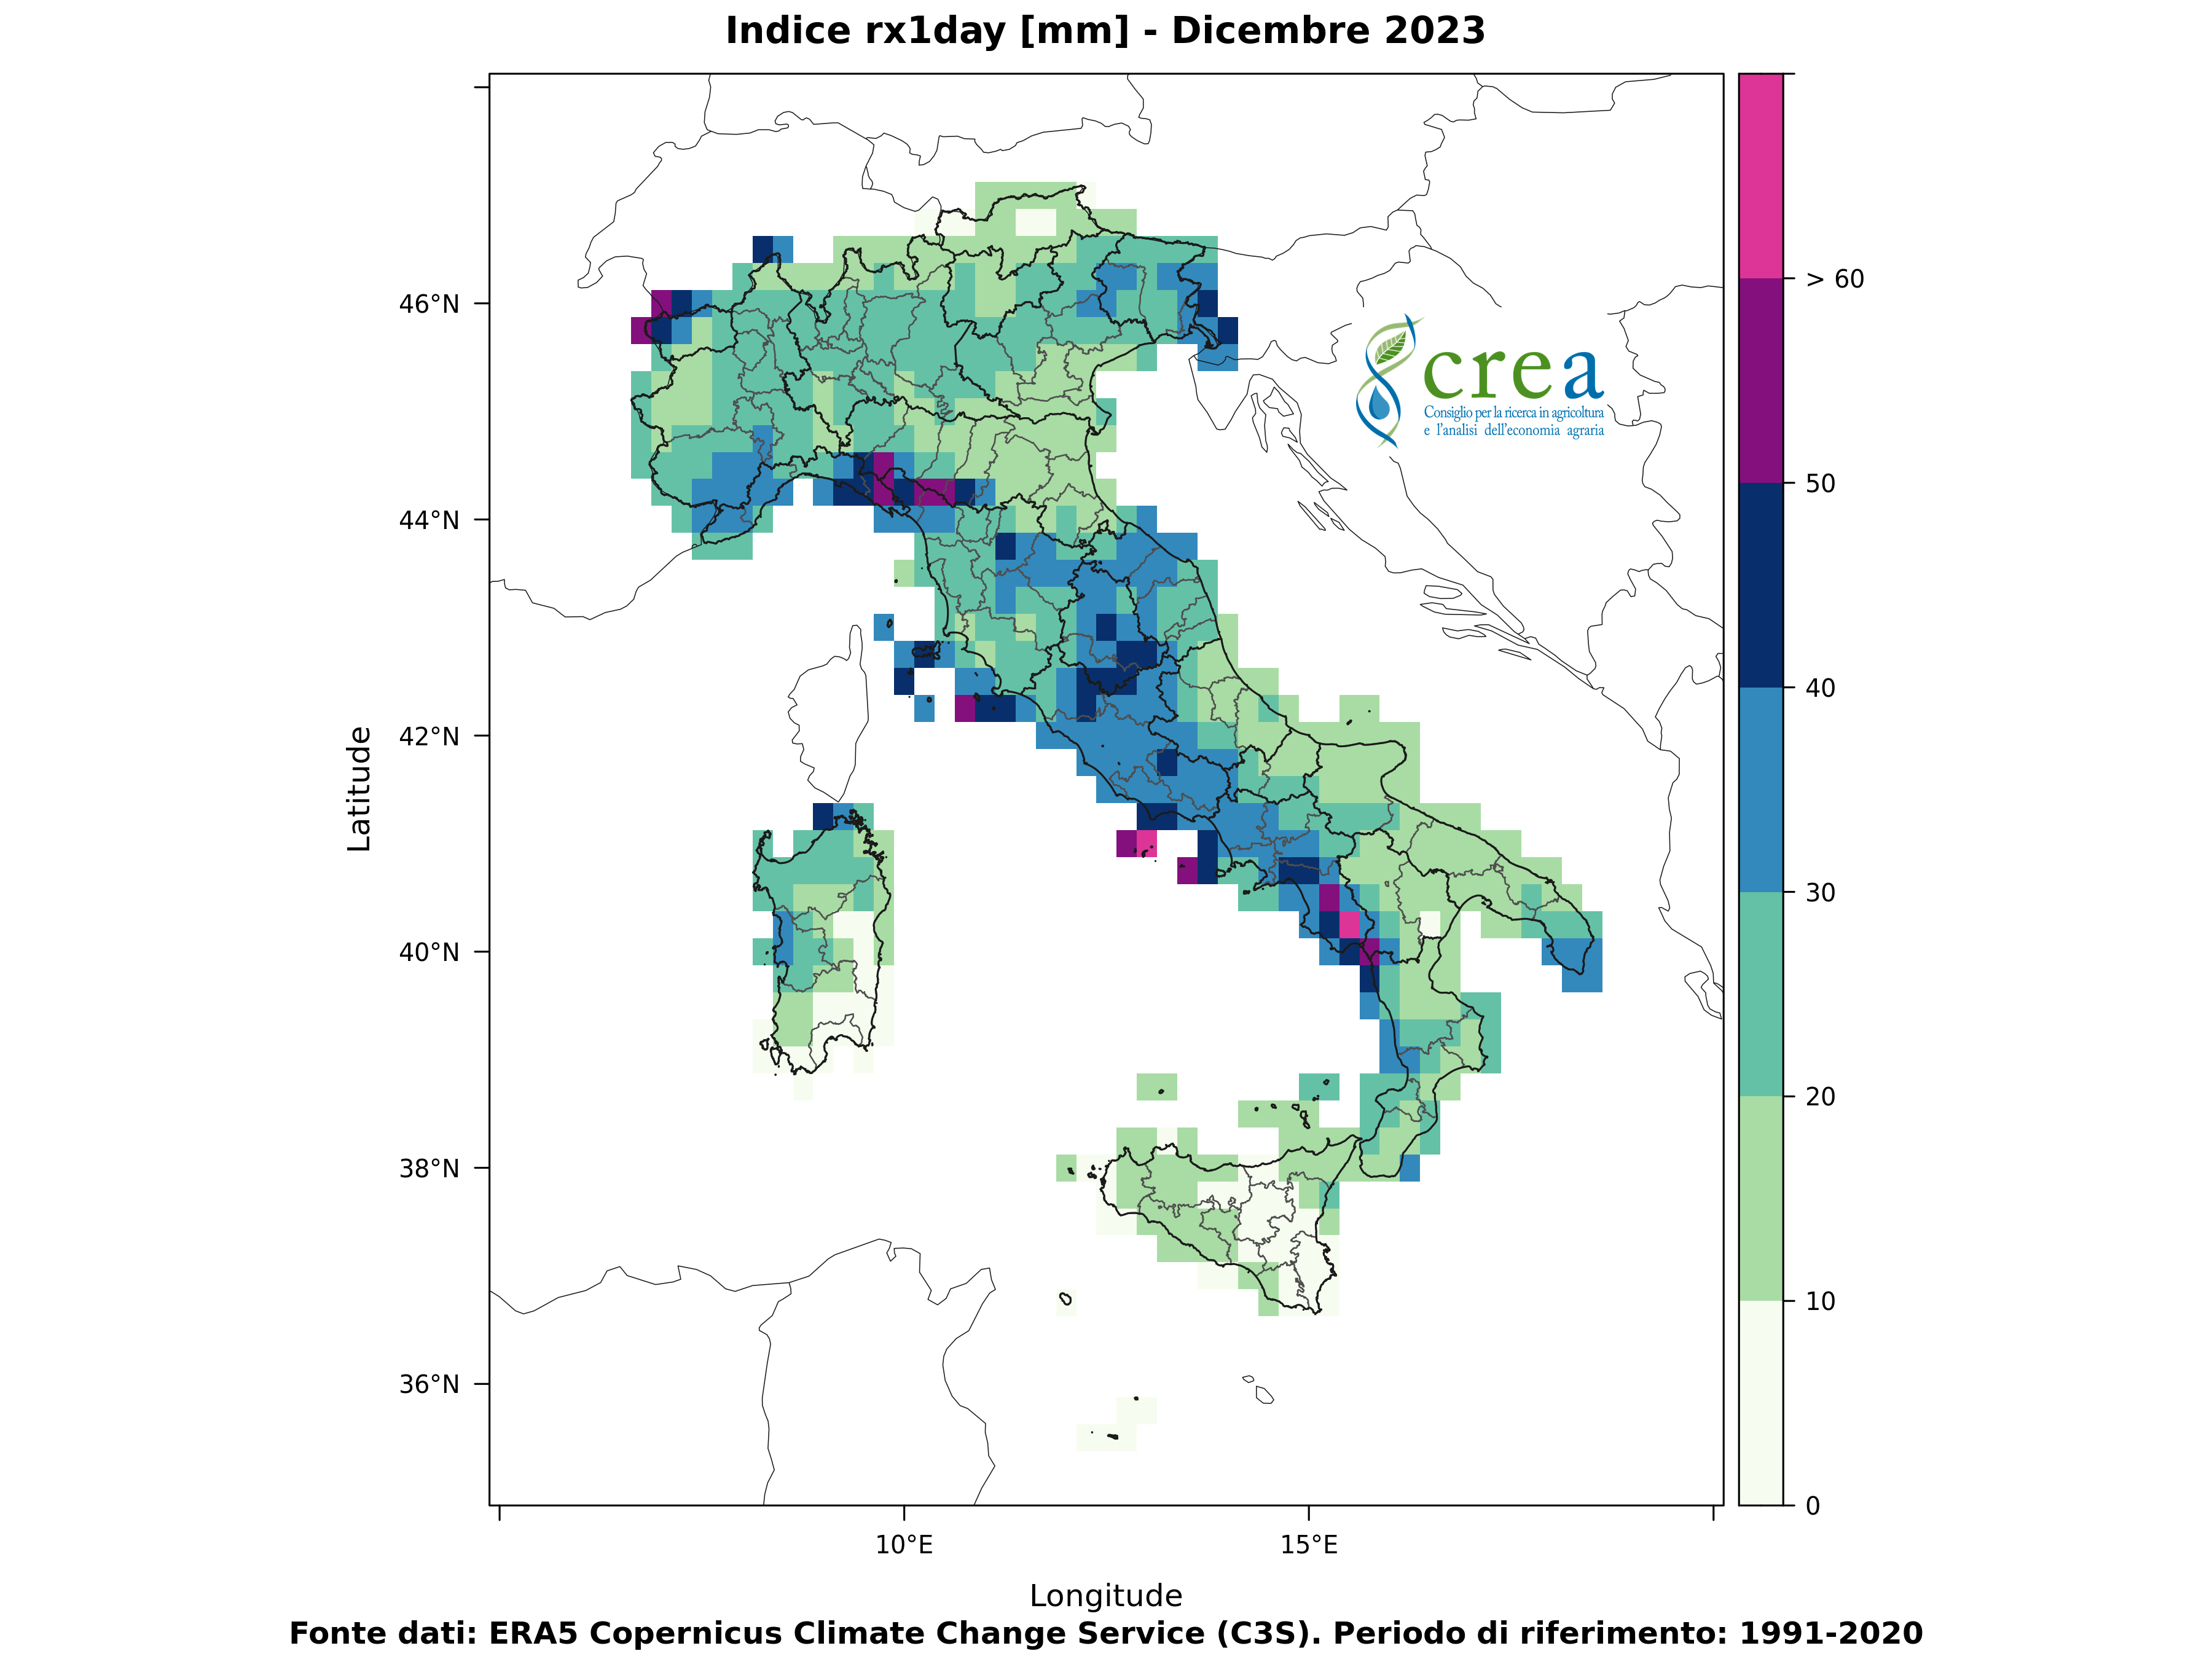 Indice rx1day [mm] - Dicembre 2023
46°N
44°N
42°N
40°N
38°N
36°N
Latitude
10°E
15°E
Longitude
> 60
50
40
30
20
10
0
crea
Consiglio per la ricerca in agricoltura
e l'analisi dell'economia agraria
Fonte dati: ERA5 Copernicus Climate Change Service (C3S). Periodo di riferimento: 1991-2020